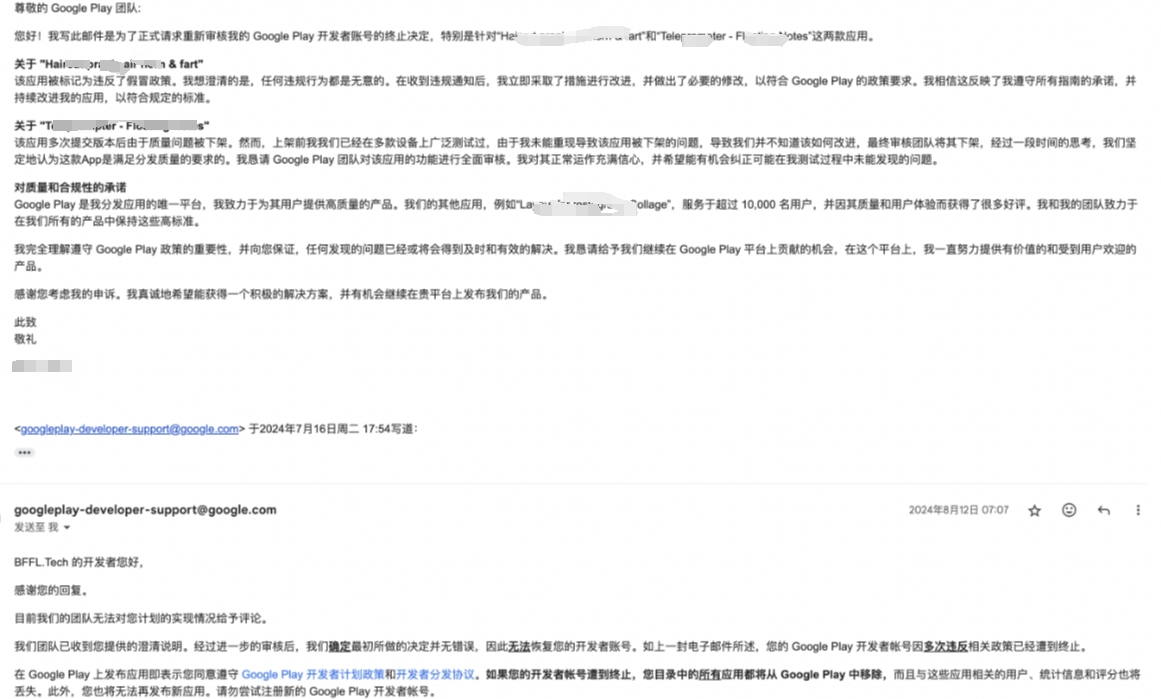 尊敬的 Google Play 团队:
您好！我写此邮件是为了正式请求重新审核我的 Google Play 开发者账号的终止决定，特别是针对“ art”和“Teleprompter - Notes”这两款应用。
关于 " & fart"
该应用被标记为违反了假冒政策。我想澄清的是，任何违规行为都是无意的。在收到违规通知后，我立即采取了措施进行改进，并做出了必要的修改，以符合 Google Play 的政策要求。我相信这反映了我遵守所有指南的承诺，并
持续改进我的应用，以符合规定的标准。
关于 " "
该应用多次提交版本后由于质量问题被下架。然而，上架前我我们已经在多款设备上广泛测试过，由于我未能重现导致该应用被下架的问题，导致我们并不知道该如何改进，最终审核团队将其下架，经过一段时间的思考，我们坚
定地认为这款App是满足分发质量的要求的。我恳请 Google Play 团队对该应用的功能进行全面审核。我对其正常运作充满信心，并希望能有机会纠正可能在我测试过程中未能发现的问题。
对质量和合规性的承诺
Google Play 是我分发应用的唯一平台，我致力于为其用户提供高质量的产品。我们的其他应用，例如“ Collage”，服务于超过 10,000 名用户，并因其质量和用户体验而获得了很多好评。我和我的团队致力于
在我们所有的产品中保持这些高标准。
我完全理解遵守 Google Play 政策的重要性，并向您保证，任何发现的问题已经或将会得到及时和有效的解决。我恳请给予我们继续在 Google Play 平台上贡献的机会，在这个平台上，我一直努力提供有价值的和受到用户欢迎的
产品。
感谢您考虑我的申诉。我真诚地希望能获得一个积极的解决方案，并有机会继续在贵平台上发布我们的产品。
此致
敬礼
<googleplay-developer-support@google.com> 于2024年7月16日周二 17:54写道：
•••
googleplay-developer-support@google.com 2024年8月12日 07:07
发送至 我
BFFL.Tech 的开发者您好，
感谢您的回复。
目前我们的团队无法对您计划的实现情况给予评论。
我们团队已收到您提供的澄清说明。经过进一步的审核后，我们确定最初所做的决定并无错误，因此无法恢复您的开发者账号。如上一封电子邮件所述，您的 Google Play 开发者帐号因多次违反相关政策已经遭到终止。
在 Google Play 上发布应用即表示您同意遵守 Google Play 开发者计划政策和开发者分发协议。如果您的开发者帐号遭到终止，您目录中的所有应用都将从 Google Play 中移除，而且与这些应用相关的用户、统计信息和评分也将
丢失。此外，您也将无法再发布新应用。请勿尝试注册新的 Google Play 开发者帐号。